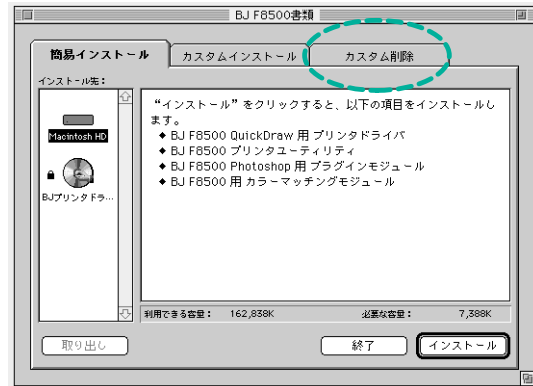 BJ F8500書類
簡易インストール
カスタムインストール
カスタム削除
インストール先:
Macintosh HD
BJプリンタドラ...
“インストール”をクリックすると、以下の項目をインストールし
ます。
◆ BJ F8500 QuickDraw 用 プリンタドライバ
◆ BJ F8500 プリンタユーティリティ
◆ BJ F8500 Photoshop 用 プラグインモジュール
◆ BJ F8500 用 カラーマッチングモジュール
利用できる容量: 162,838K 必要な容量: 7,388K
取り出し
終了
インストール